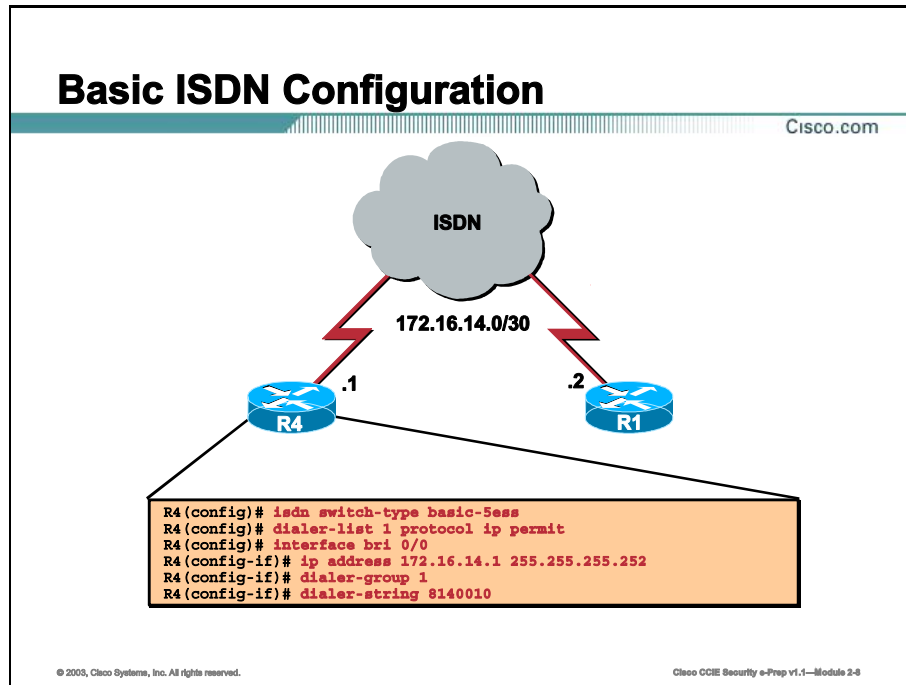 Basic ISDN Configuration
Cisco.com
ISDN
172.16.14.0/30
.1
.2
R4
R1
R4(config)# isdn switch-type basic-5ess
R4(config)# dialer-list 1 protocol ip permit
R4(config)# interface bri 0/0
R4(config-if)# ip address 172.16.14.1 255.255.255.252
R4(config-if)# dialer-group 1
R4(config-if)# dialer-string 8140010
© 2003, Cisco Systems, Inc. All rights reserved.
Cisco CCIE Security e-Prep v1.1—Module 2-8